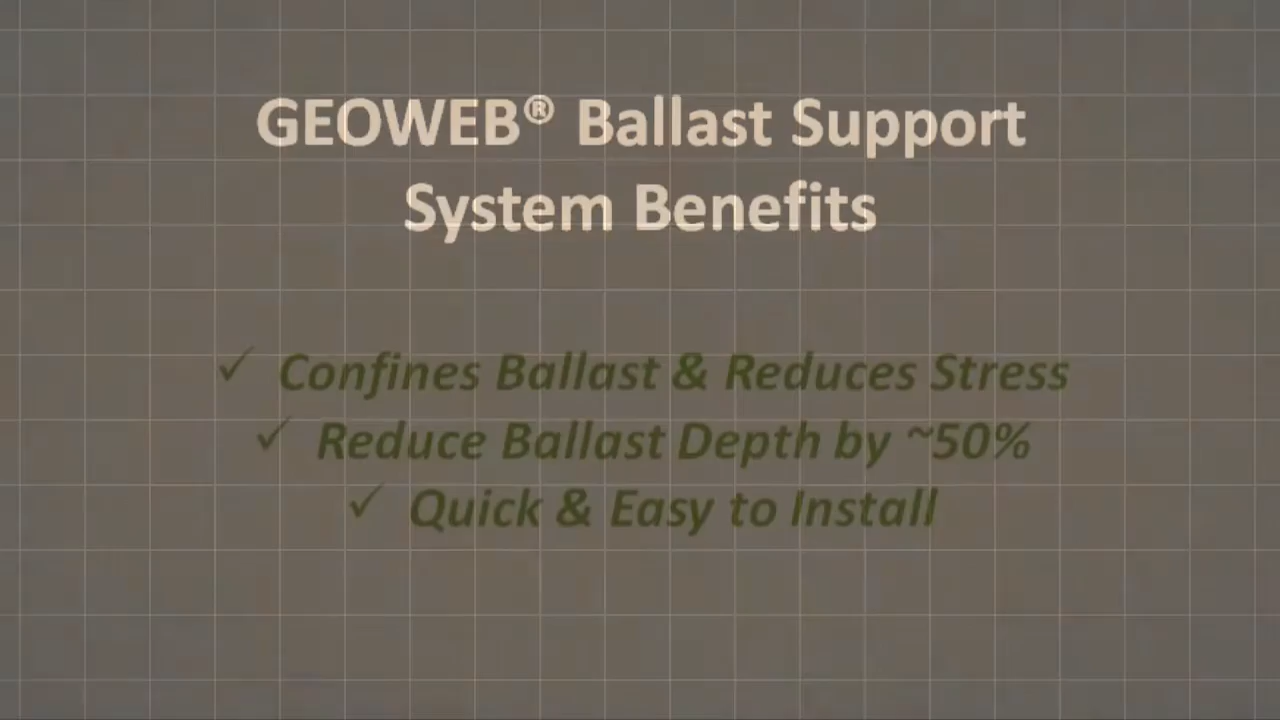 GEOWEB® Ballast Support
System Benefits
✓ Confines Ballast & Reduces Stress
✓ Reduce Ballast Depth by ~50%
✓ Quick & Easy to Install